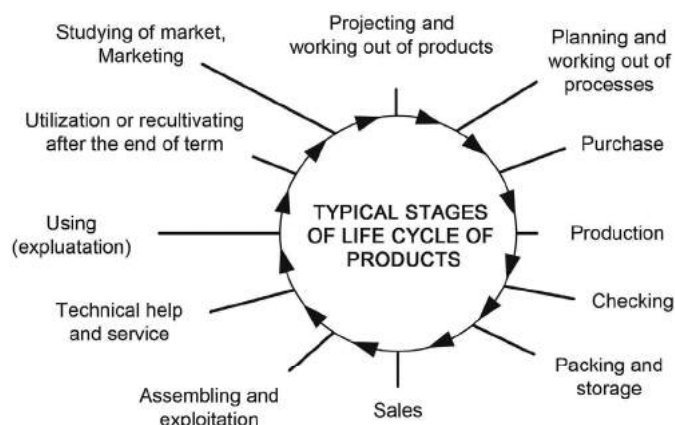 Studying of market,
Marketing
Projecting and
working out of products
Planning and
working out of
processes
Purchase
Production
Checking
Packing and
storage
Sales
Assembling and
exploitation
Technical help
and service
Using
(expluatation)
Utilization or recultivating
after the end of term
TYPICAL STAGES
OF LIFE CYCLE OF
PRODUCTS